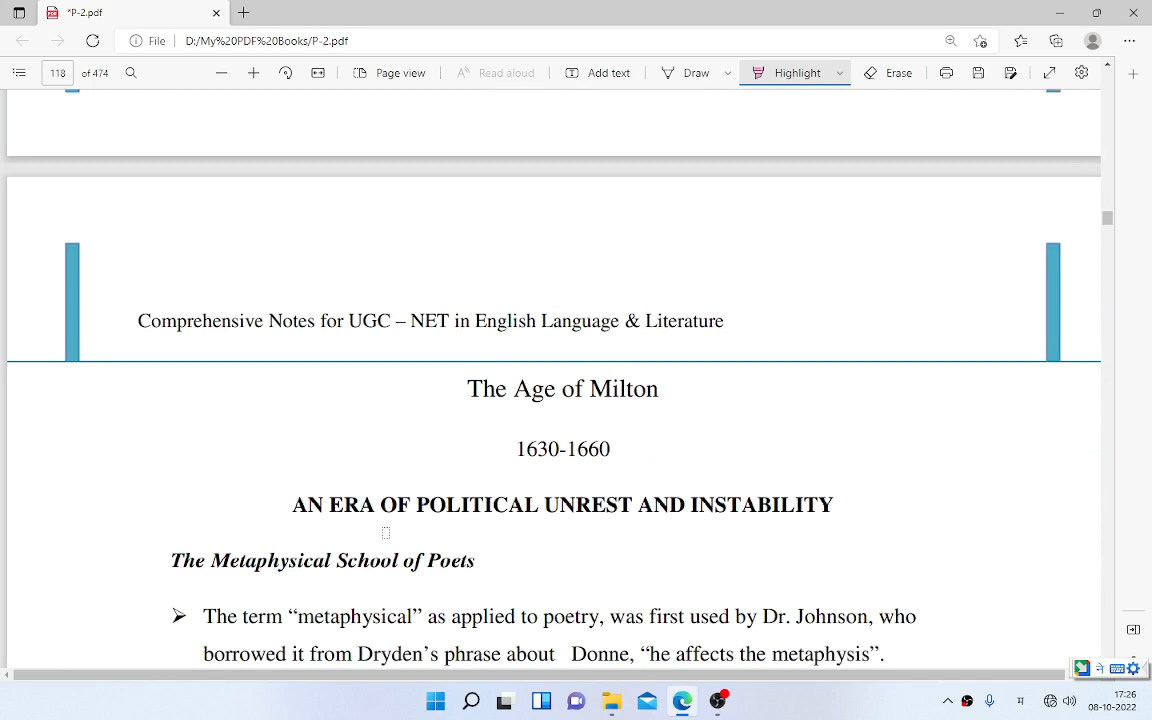 *P-2.pdf
File D:/My%20PDF%20Books/P-2.pdf
118 of 474 Page view Read aloud Add text Draw Highlight Erase
Comprehensive Notes for UGC – NET in English Language & Literature
The Age of Milton
1630-1660
AN ERA OF POLITICAL UNREST AND INSTABILITY
The Metaphysical School of Poets
➢ The term “metaphysical” as applied to poetry, was first used by Dr. Johnson, who
borrowed it from Dryden’s phrase about Donne, “he affects the metaphysis”.
17:26
08-10-2022